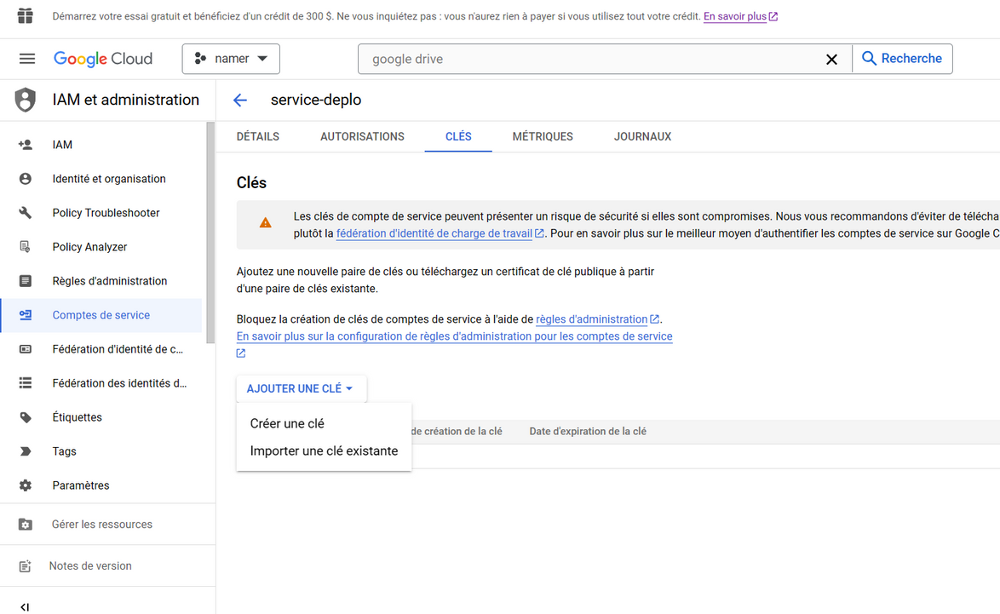 Démarrez votre essai gratuit et bénéficiez d'un crédit de 300 $. Ne vous inquiétez pas : vous n'aurez rien à payer si vous utilisez tout votre crédit. En savoir plus
Google Cloud
namer
google drive
Recherche
IAM et administration
service-deplo
DÉTAILS
AUTORISATIONS
CLÉS
MÉTRIQUES
JOURNAUX
IAM
Identité et organisation
Policy Troubleshooter
Policy Analyzer
Règles d'administration
Comptes de service
Fédération d'identité de c...
Fédération des identités d...
Étiquettes
Tags
Paramètres
Gérer les ressources
Notes de version
Clés
Les clés de compte de service peuvent présenter un risque de sécurité si elles sont compromises. Nous vous recommandons d'éviter de télécha
plutôt la fédération d'identité de charge de travail. Pour en savoir plus sur le meilleur moyen d'authentifier les comptes de service sur Google C
Ajoutez une nouvelle paire de clés ou téléchargez un certificat de clé publique à partir
d'une paire de clés existante.
Bloquez la création de clés de comptes de service à l'aide de règles d'administration.
En savoir plus sur la configuration de règles d'administration pour les comptes de service
AJOUTER UNE CLÉ
Créer une clé
Importer une clé existante
de création de la clé
Date d'expiration de la clé